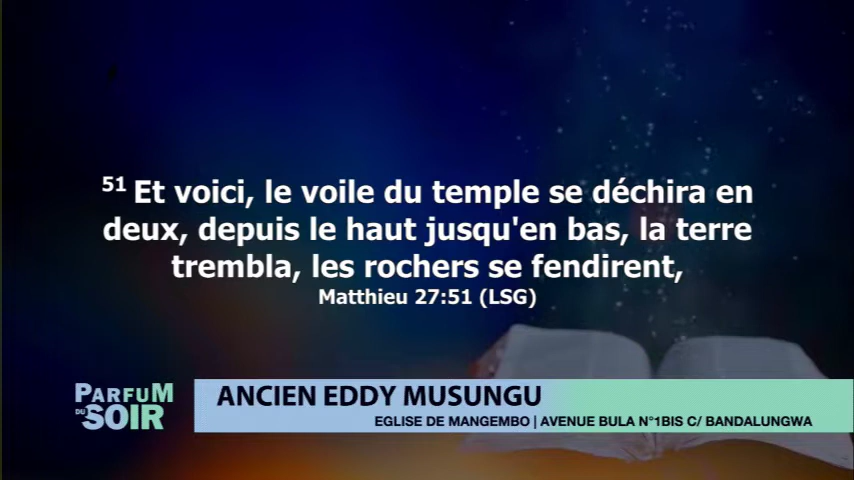 51 Et voici, le voile du temple se déchira en
deux, depuis le haut jusqu'en bas, la terre
trembla, les rochers se fendirent,
Matthieu 27:51 (LSG)
PARFUM
DU SOIR
ANCIEN EDDY MUSUNGU
EGLISE DE MANGEMBO | AVENUE BULA N°1BIS C/ BANDALUNGWA